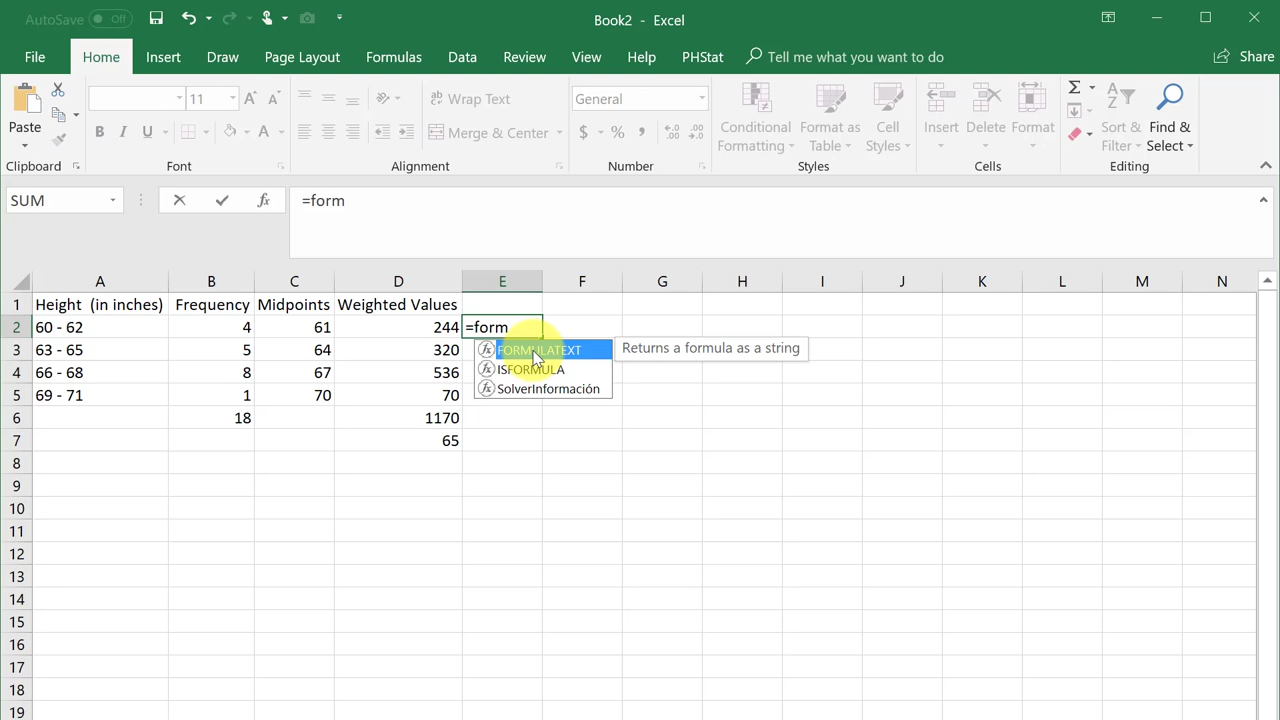 AutoSave Off Book2 - Excel
File Home Insert Draw Page Layout Formulas Data Review View Help PHStat Tell me what you want to do Share
11 Wrap Text General Conditional Format as Cell Insert Delete Format Sort & Find &
Paste Merge & Center $ % , Formatting Table Styles Filter Select
Clipboard Font Alignment Number Styles Cells Editing
SUM fx =form
A B C D E F G H I J K L M N
1 Height (in inches) Frequency Midpoints Weighted Values
2 60 - 62 4 61 244 =form
3 63 - 65 5 64 320 FORMULATEXT Returns a formula as a string
4 66 - 68 8 67 536 ISFORMULA
5 69 - 71 1 70 70 SolverInformación
6 18 1170
7 65
8
9
10
11
12
13
14
15
16
17
18
19